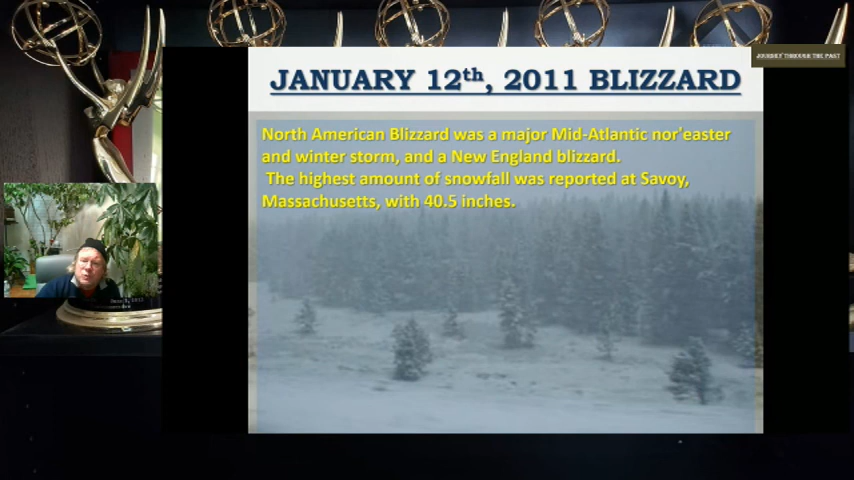 JOURNEY THROUGH THE PAST
JANUARY 12th, 2011 BLIZZARD
North American Blizzard was a major Mid-Atlantic nor'easter
and winter storm, and a New England blizzard.
The highest amount of snowfall was reported at Savoy,
Massachusetts, with 40.5 inches.